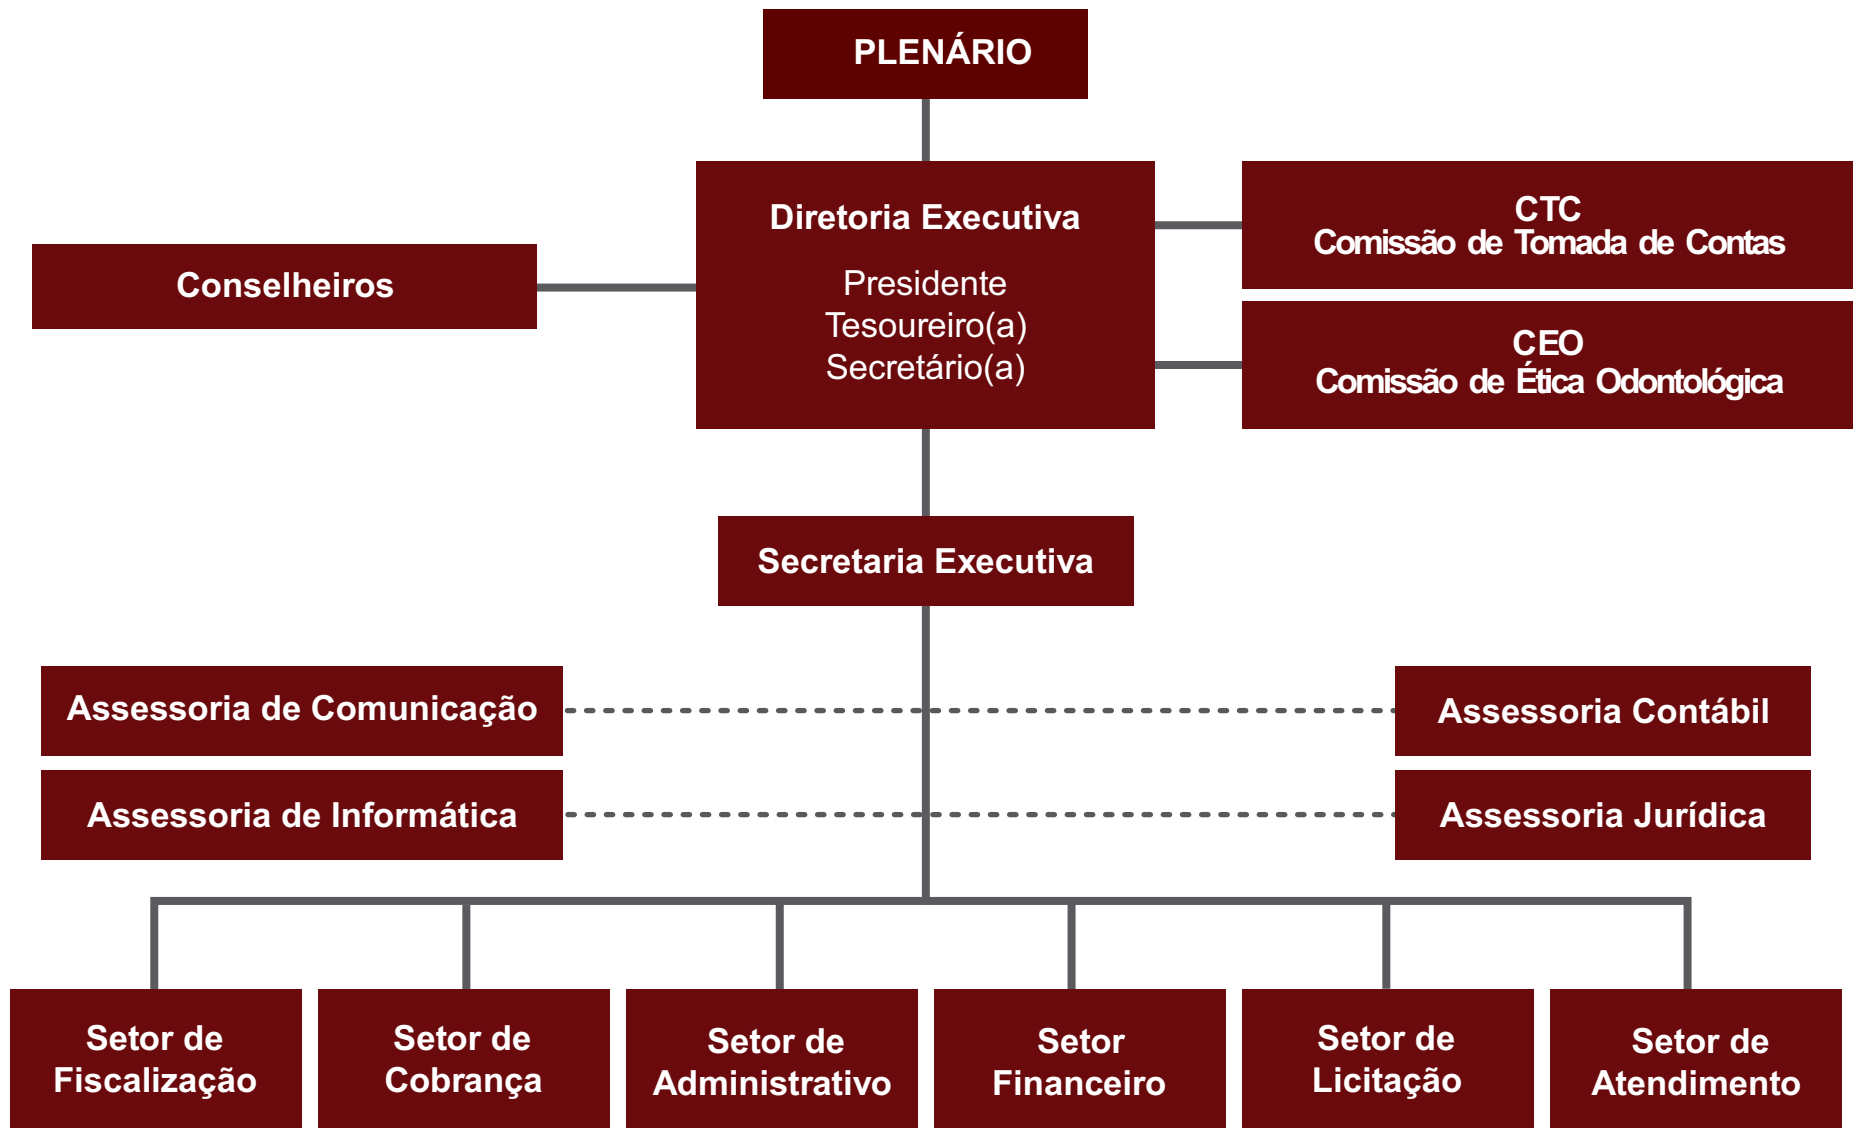 PLENÁRIO
Diretoria Executiva
Presidente
Tesoureiro(a)
Secretário(a)
CTC
Comissão de Tomada de Contas
Conselheiros
CEO
Comissão de Ética Odontológica
Secretaria Executiva
Assessoria de Comunicação
Assessoria Contábil
Assessoria de Informática
Assessoria Jurídica
Setor de
Fiscalização
Setor de
Cobrança
Setor de
Administrativo
Setor
Financeiro
Setor de
Licitação
Setor de
Atendimento